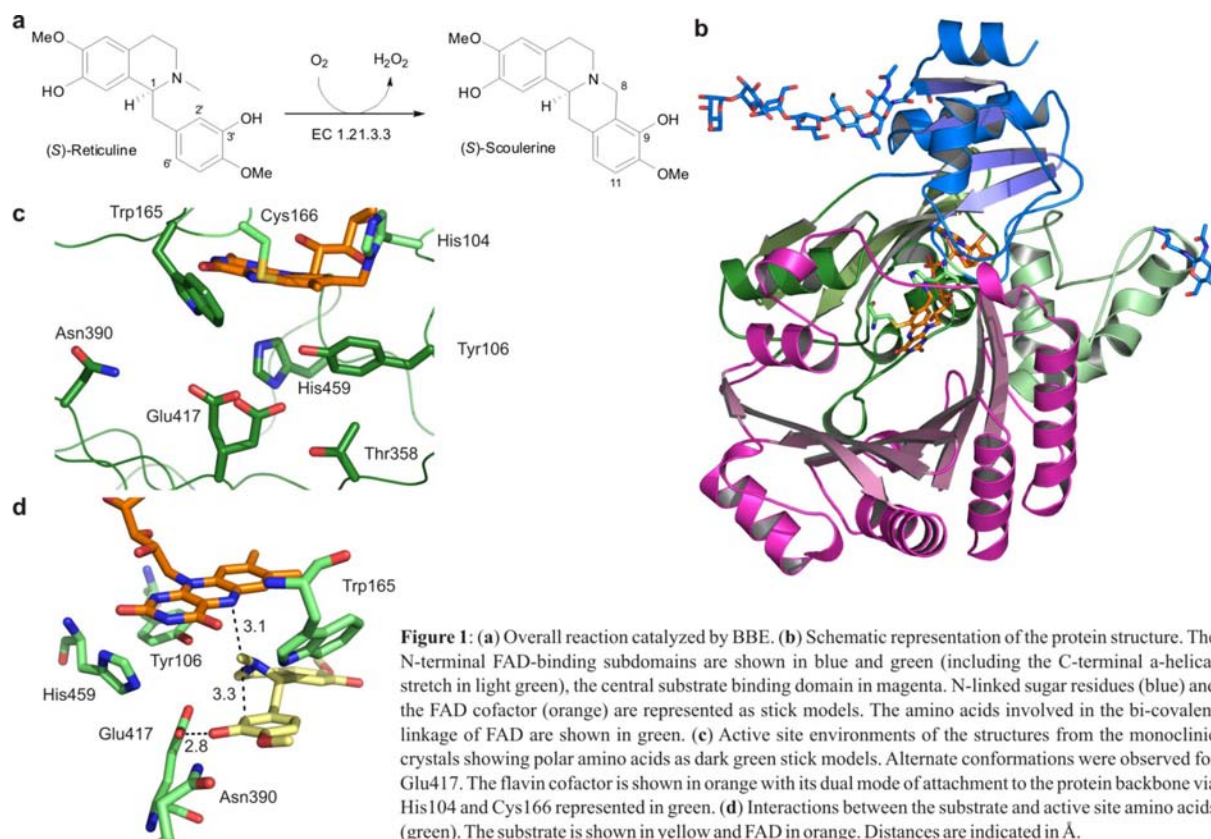 a
MeO
HO
H
1
N
2'
3'
OH
6'
OMe
(S)-Reticuline
O2
H2O2
EC 1.21.3.3
MeO
HO
H
N
8
9
OH
11
OMe
(S)-Scoulerine
b
c
Trp165
Cys166
His104
Asn390
Tyr106
His459
Glu417
Thr358
d
Trp165
3.1
Tyr106
His459
3.3
Glu417
2.8
Asn390
Figure 1: (a) Overall reaction catalyzed by BBE. (b) Schematic representation of the protein structure. The
N-terminal FAD-binding subdomains are shown in blue and green (including the C-terminal a-helica
stretch in light green), the central substrate binding domain in magenta. N-linked sugar residues (blue) and
the FAD cofactor (orange) are represented as stick models. The amino acids involved in the bi-covalen
linkage of FAD are shown in green. (c) Active site environments of the structures from the monoclinic
crystals showing polar amino acids as dark green stick models. Alternate conformations were observed fo
Glu417. The flavin cofactor is shown in orange with its dual mode of attachment to the protein backbone via
His104 and Cys166 represented in green. (d) Interactions between the substrate and active site amino acids
(green). The substrate is shown in yellow and FAD in orange. Distances are indicated in Å.